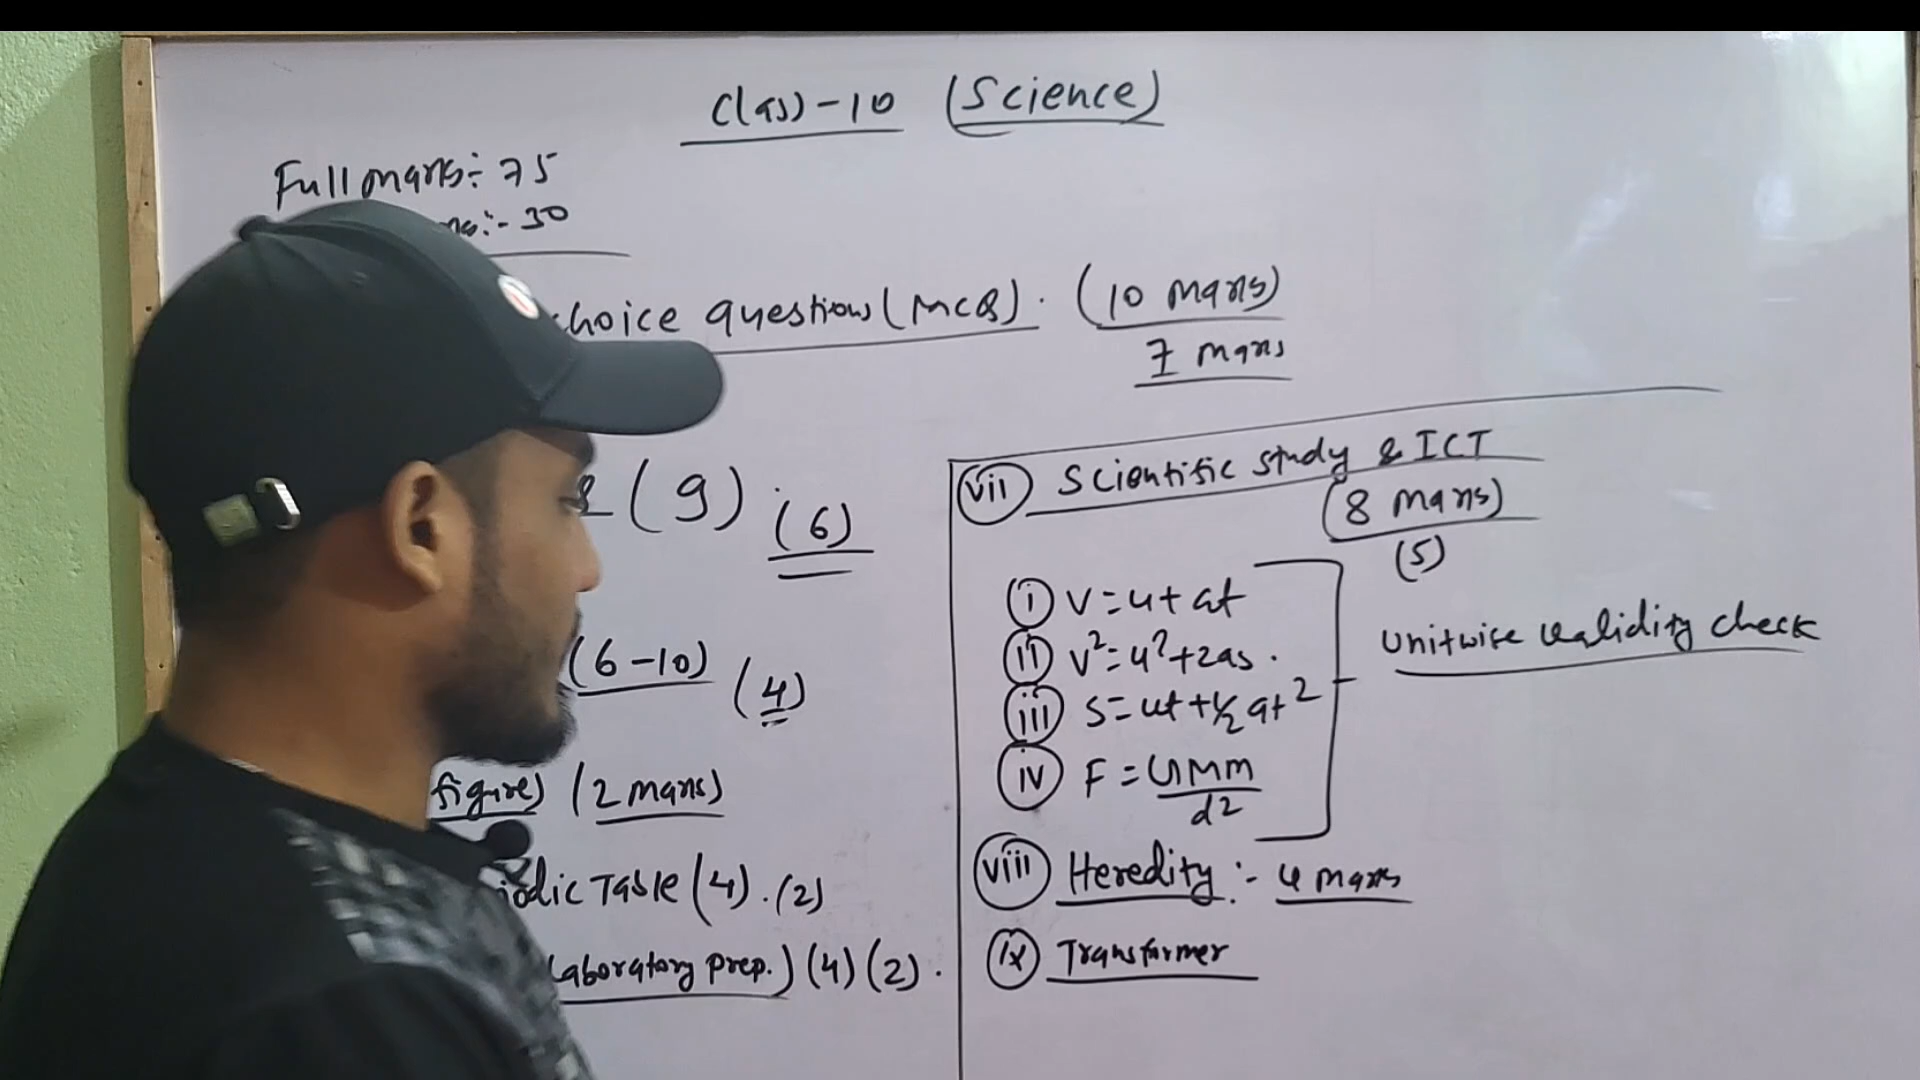 Class-10 (Science)
Full marks:- 75
:- 30
choice questions (MCQ). (10 marks)
7 marks
(9) (6)
(6-10) (4)
figure) (2 marks)
iodic Table (4). (2)
Laboratory prep.) (4) (2).
(vii) Scientific study & ICT
(8 marks)
(5)
(i) v=u+at
(ii) v²=u²+2as.
(iii) s=ut+½at²
(iv) F=GMm/d²
Unitwise validity check
(viii) Heredity:- 4 marks
(ix) Transformer